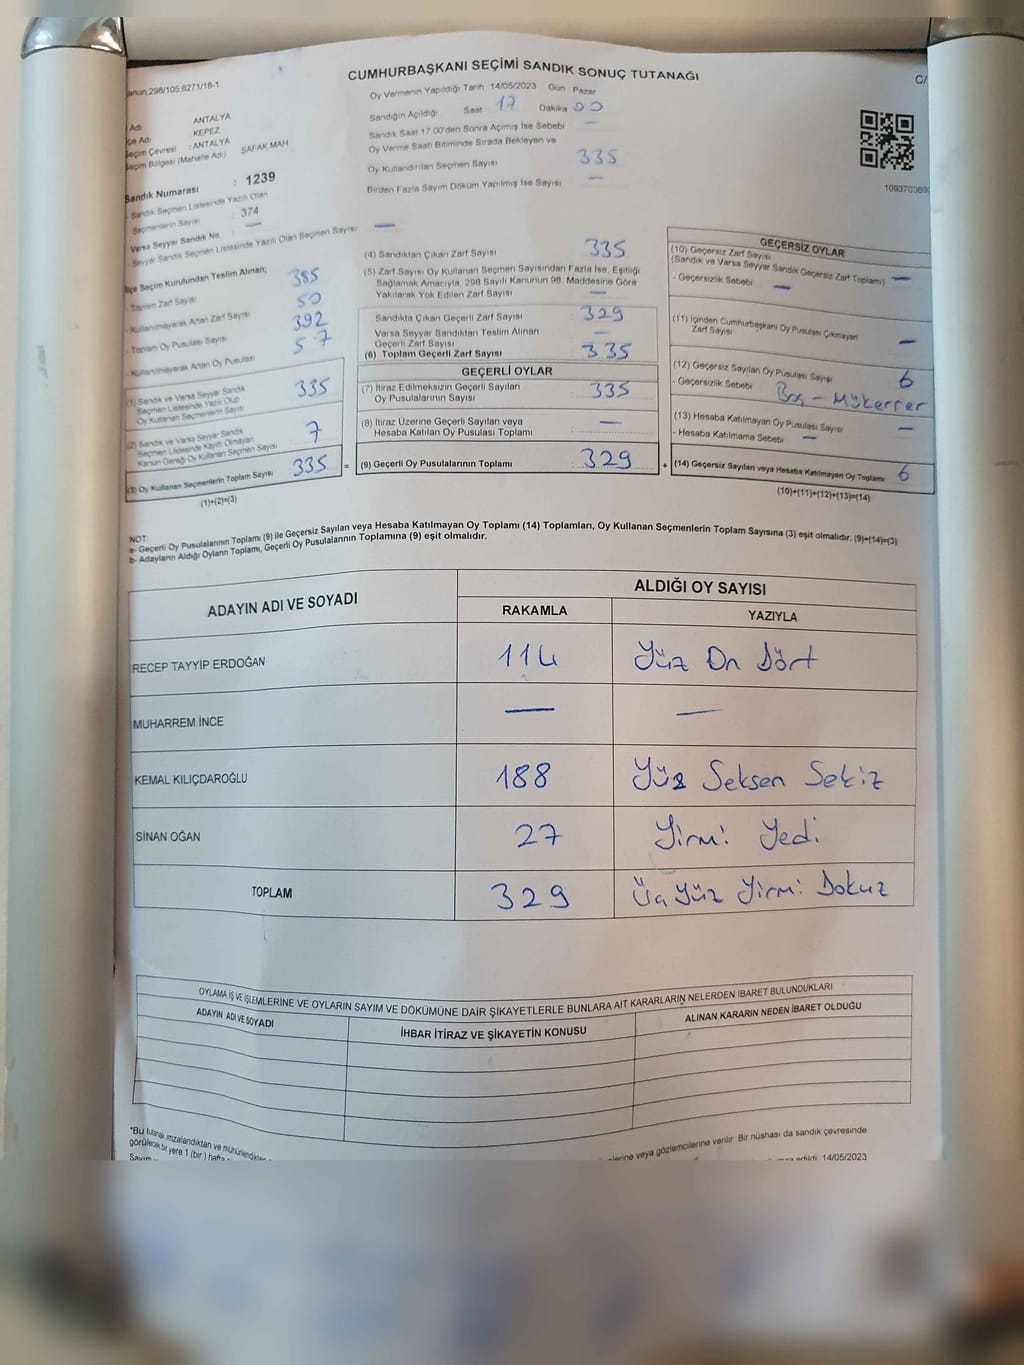 CUMHURBAŞKANI SEÇİMİ SANDIK SONUÇ TUTANAĞI
anun:298/105,6271/18-1
C/
Adı ANTALYA
çe Adı KEPEZ
Seçim Çevresi : ANTALYA
Seçim Bölgesi (Mahalle Adı) ŞAFAK MAH
Sandık Numarası : 1239
- Sandık Seçmen Listesinde Yazılı Olan
Seçmenlerin Sayısı : 374
Varsa Seyyar Sandık No —
- Seyyar Sandık Seçmen Listesinde Yazılı Olan Seçmen Sayısı —
Oy Vermenin Yapıldığı Tarih 14/05/2023 Gün Pazar
Sandığın Açıldığı Saat 17 Dakika 00
Sandık Saat 17.00'den Sonra Açılmış İse Sebebi —
Oy Verme Saati Bitiminde Sırada Bekleyen ve
Oy Kullandırılan Seçmen Sayısı 335
Birden Fazla Sayım Döküm Yapılmış İse Sayısı —
109370369
lçe Seçim Kurulundan Teslim Alınan;
- Toplam Zarf Sayısı 385
- Kullanılmayarak Artan Zarf Sayısı 50
- Toplam Oy Pusulası Sayısı 392
- Kullanılmayarak Artan Oy Pusulası 57
(1) Sandık ve Varsa Seyyar Sandık
Seçmen Listesinde Yazılı Olup
Oy Kullanan Seçmenlerin Sayısı 335
(2) Sandık ve Varsa Seyyar Sandık
Seçmen Listesinde Kayıtlı Olmayan
Kanun Gereği Oy Kullanan Seçmen Sayısı 7
(3) Oy Kullanan Seçmenlerin Toplam Sayısı 335
(1)+(2)=(3)
(4) Sandıktan Çıkan Zarf Sayısı 335
(5) Zarf Sayısı Oy Kullanan Seçmen Sayısından Fazla İse, Eşitliği
Sağlamak Amacıyla, 298 Sayılı Kanunun 98. Maddesine Göre
Yakılarak Yok Edilen Zarf Sayısı —
Sandıkta Çıkan Geçerli Zarf Sayısı : 329
Varsa Seyyar Sandıktan Teslim Alınan
Geçerli Zarf Sayısı —
(6) Toplam Geçerli Zarf Sayısı 335
GEÇERLİ OYLAR
(7) İtiraz Edilmeksizin Geçerli Sayılan
Oy Pusulalarının Sayısı 335
(8) İtiraz Üzerine Geçerli Sayılan veya
Hesaba Katılan Oy Pusulası Toplamı —
= (9) Geçerli Oy Pusulalarının Toplamı : 329 +
GEÇERSİZ OYLAR
(10) Geçersiz Zarf Sayısı
(Sandık ve Varsa Seyyar Sandık Geçersiz Zarf Toplamı) —
- Geçersizlik Sebebi —
(11) İçinden Cumhurbaşkanı Oy Pusulası Çıkmayan
Zarf Sayısı —
(12) Geçersiz Sayılan Oy Pusulası Sayısı 6
- Geçersizlik Sebebi Boş - Mükerrer
(13) Hesaba Katılmayan Oy Pusulası Sayısı —
- Hesaba Katılmama Sebebi —
(14) Geçersiz Sayılan veya Hesaba Katılmayan Oy Toplamı 6
(10)+(11)+(12)+(13)=(14)
NOT:
a- Geçerli Oy Pusulalarının Toplamı (9) ile Geçersiz Sayılan veya Hesaba Katılmayan Oy Toplamı (14) Toplamları, Oy Kullanan Seçmenlerin Toplam Sayısına (3) eşit olmalıdır. (9)+(14)=(3)
b- Adayların Aldığı Oyların Toplamı, Geçerli Oy Pusulalarının Toplamına (9) eşit olmalıdır.
ADAYIN ADI VE SOYADI ALDIĞI OY SAYISI
RAKAMLA YAZIYLA
RECEP TAYYİP ERDOĞAN 114 Yüz On Dört
MUHARREM İNCE — —
KEMAL KILIÇDAROĞLU 188 Yüz Seksen Sekiz
SİNAN OĞAN 27 Yirmi Yedi
TOPLAM 329 Üç Yüz Yirmi Dokuz
OYLAMA İŞ VE İŞLEMLERİNE VE OYLARIN SAYIM VE DÖKÜMÜNE DAİR ŞİKAYETLERLE BUNLARA AİT KARARLARIN NELERDEN İBARET BULUNDUKLARI
ADAYIN ADI VE SOYADI İHBAR İTİRAZ VE ŞİKAYETİN KONUSU ALINAN KARARIN NEDEN İBARET OLDUĞU
*Bu tutanak imzalandıktan ve mühürlendikten
lerine veya gözlemcilerine verilir. Bir nüshası da sandık çevresinde
görülecek bir yere 1 (bir) hafta
edildi. 14/05/2023